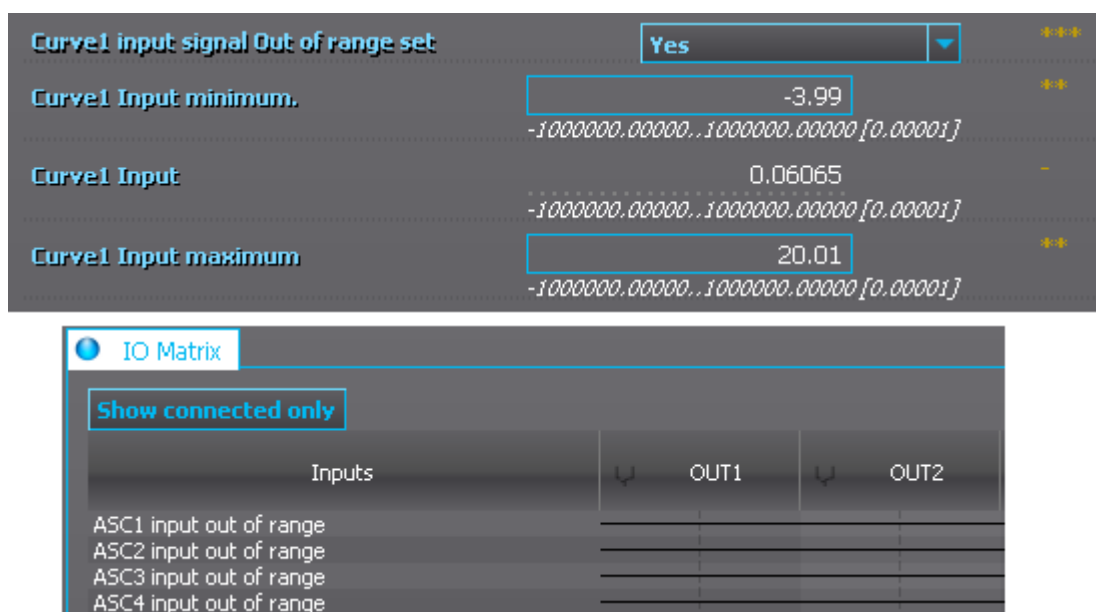 Curve1 input signal Out of range set Yes ***
Curve1 Input minimum. -3.99 **
-1000000.00000..1000000.00000 [0.00001]
Curve1 Input 0.06065 -
-1000000.00000..1000000.00000 [0.00001]
Curve1 Input maximum 20.01 **
-1000000.00000..1000000.00000 [0.00001]
IO Matrix
Show connected only
Inputs OUT1 OUT2
ASC1 input out of range
ASC2 input out of range
ASC3 input out of range
ASC4 input out of range